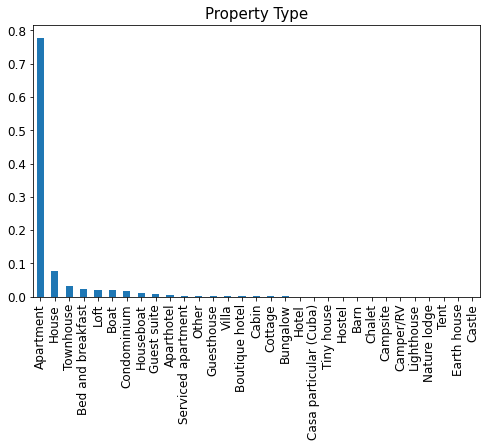 Property Type
0.8
0.7
0.6
0.5
0.4
0.3
0.2
0.1
0.0
Apartment
House
Townhouse
Bed and breakfast
Loft
Boat
Condominium
Houseboat
Guest suite
Aparthotel
Serviced apartment
Other
Guesthouse
Villa
Boutique hotel
Cabin
Cottage
Bungalow
Hotel
Casa particular (Cuba)
Tiny house
Hostel
Barn
Chalet
Campsite
Camper/RV
Lighthouse
Nature lodge
Tent
Earth house
Castle